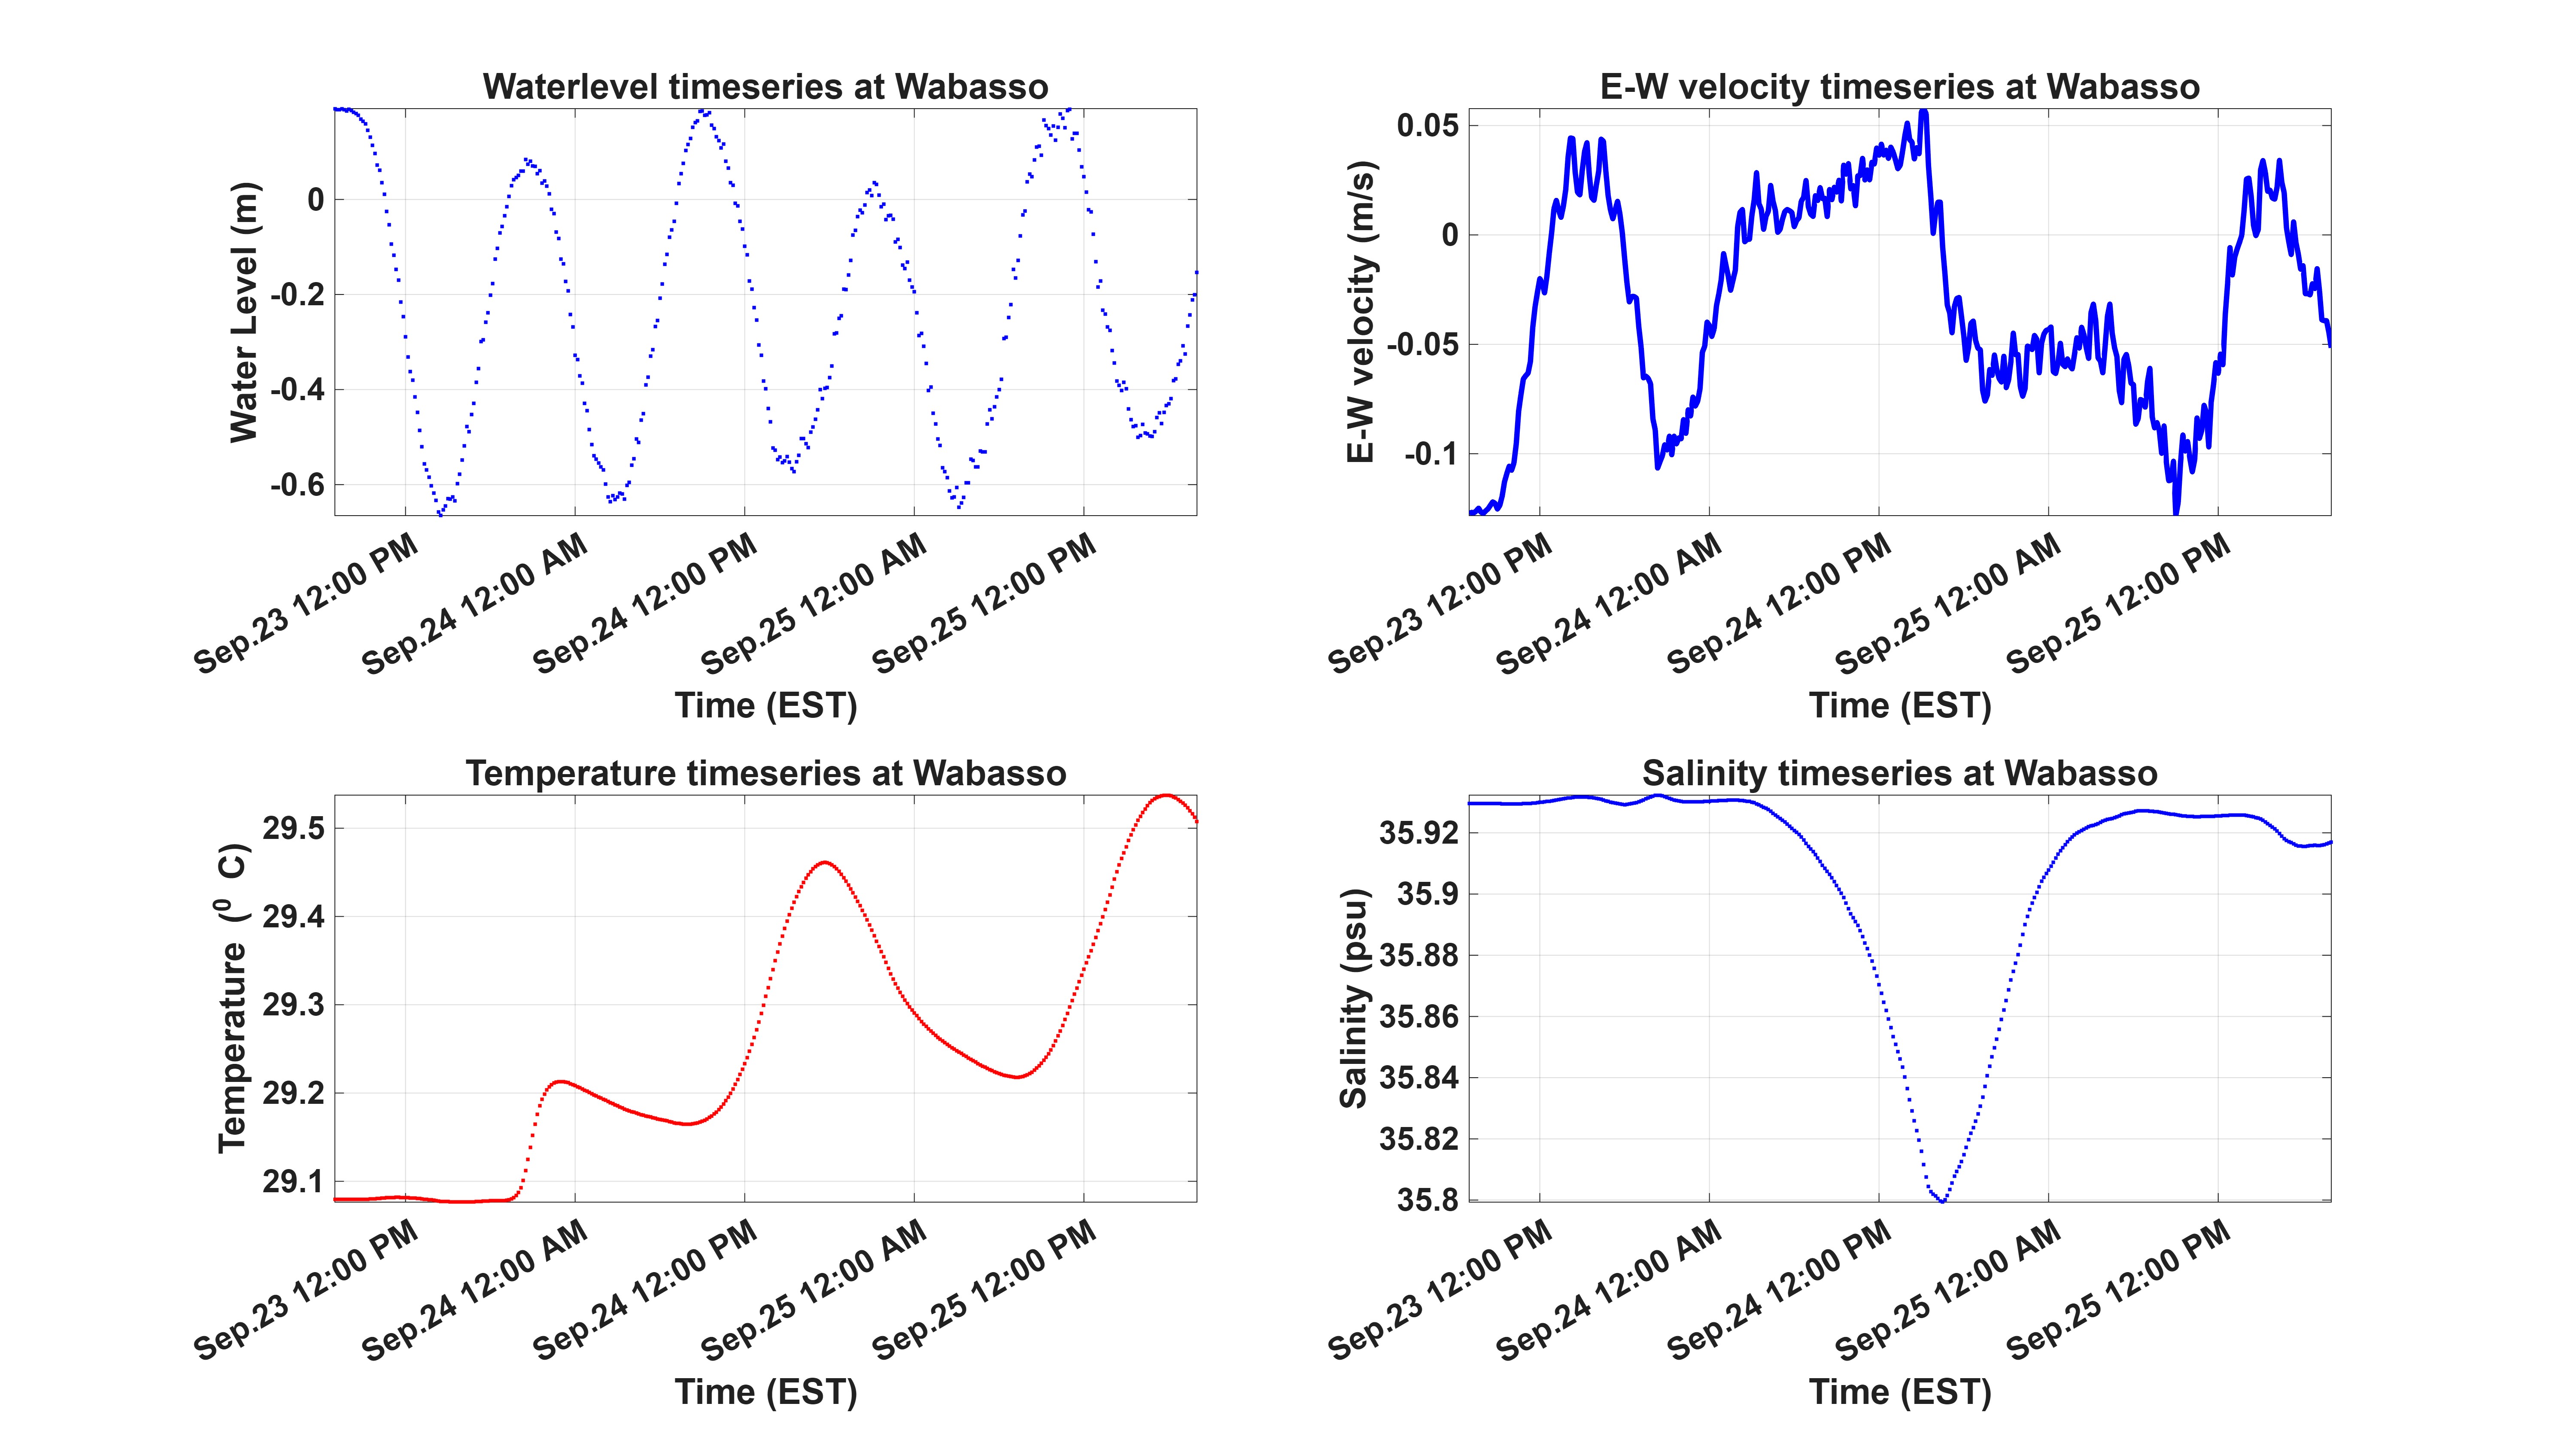 Waterlevel timeseries at Wabasso
Water Level (m)
0
-0.2
-0.4
-0.6
Sep.23 12:00 PM
Sep.24 12:00 AM
Sep.24 12:00 PM
Sep.25 12:00 AM
Sep.25 12:00 PM
Time (EST)
E-W velocity timeseries at Wabasso
E-W velocity (m/s)
0.05
0
-0.05
-0.1
Sep.23 12:00 PM
Sep.24 12:00 AM
Sep.24 12:00 PM
Sep.25 12:00 AM
Sep.25 12:00 PM
Time (EST)
Temperature timeseries at Wabasso
Temperature (⁰ C)
29.5
29.4
29.3
29.2
29.1
Sep.23 12:00 PM
Sep.24 12:00 AM
Sep.24 12:00 PM
Sep.25 12:00 AM
Sep.25 12:00 PM
Time (EST)
Salinity timeseries at Wabasso
Salinity (psu)
35.92
35.9
35.88
35.86
35.84
35.82
35.8
Sep.23 12:00 PM
Sep.24 12:00 AM
Sep.24 12:00 PM
Sep.25 12:00 AM
Sep.25 12:00 PM
Time (EST)